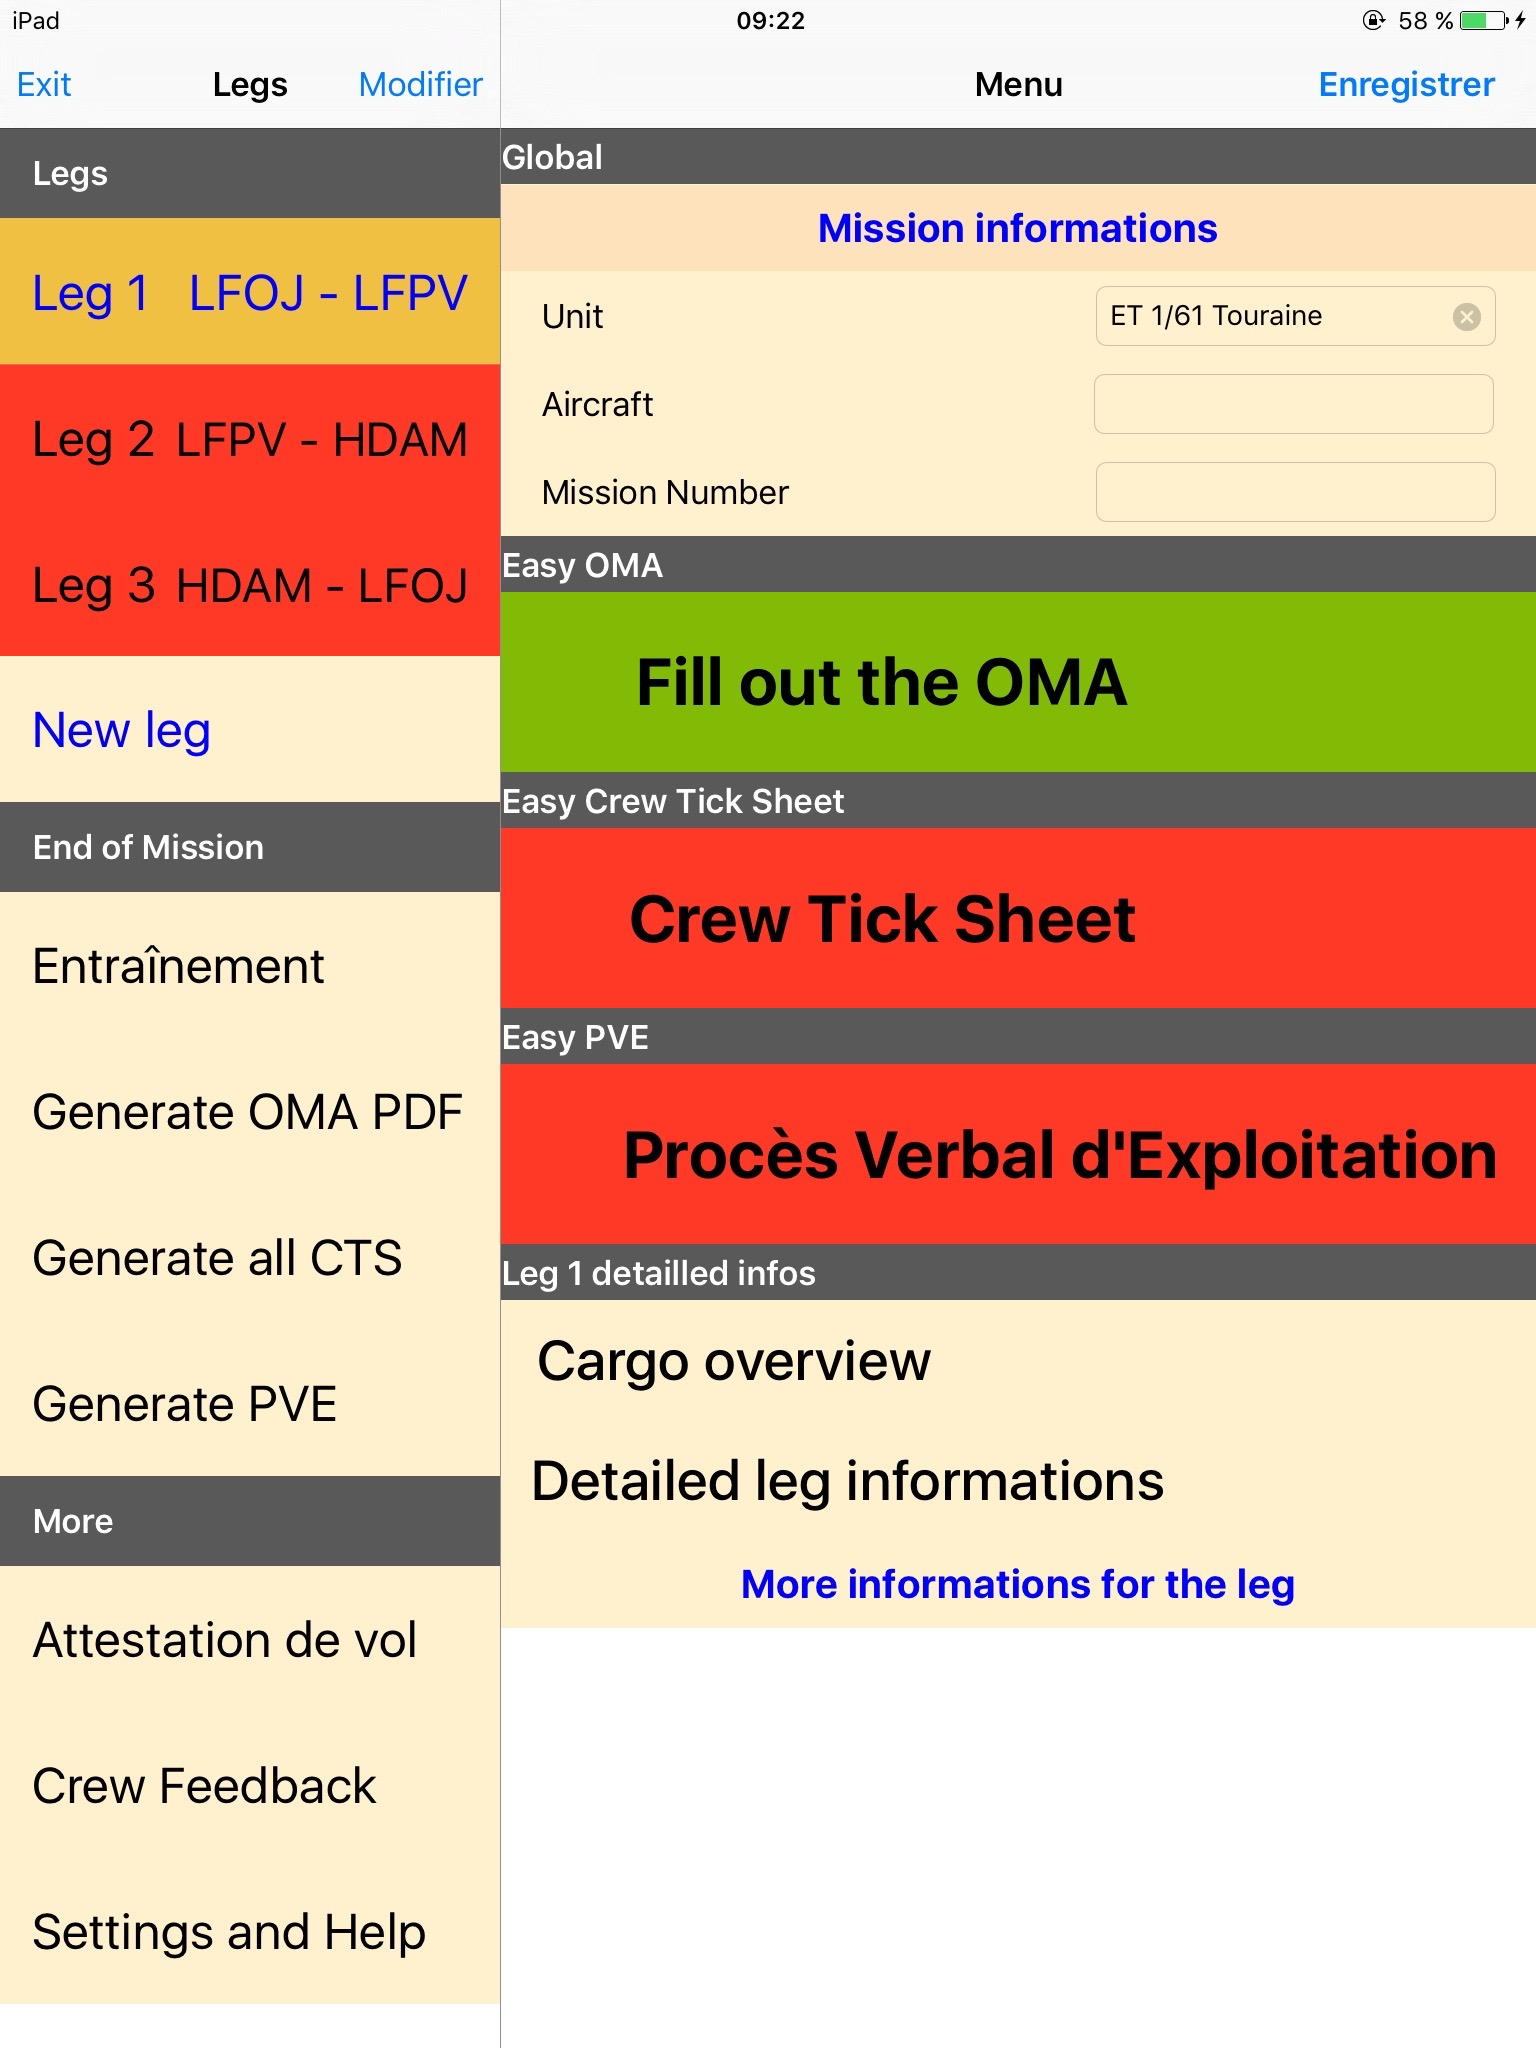 iPad
09:22
58 %
Exit
Legs
Modifier
Legs
Leg 1 LFOJ - LFPV
Leg 2 LFPV - HDAM
Leg 3 HDAM - LFOJ
New leg
End of Mission
Entraînement
Generate OMA PDF
Generate all CTS
Generate PVE
More
Attestation de vol
Crew Feedback
Settings and Help
Menu
Enregistrer
Global
Mission informations
Unit
ET 1/61 Touraine
Aircraft
Mission Number
Easy OMA
Fill out the OMA
Easy Crew Tick Sheet
Crew Tick Sheet
Easy PVE
Procès Verbal d'Exploitation
Leg 1 detailled infos
Cargo overview
Detailed leg informations
More informations for the leg